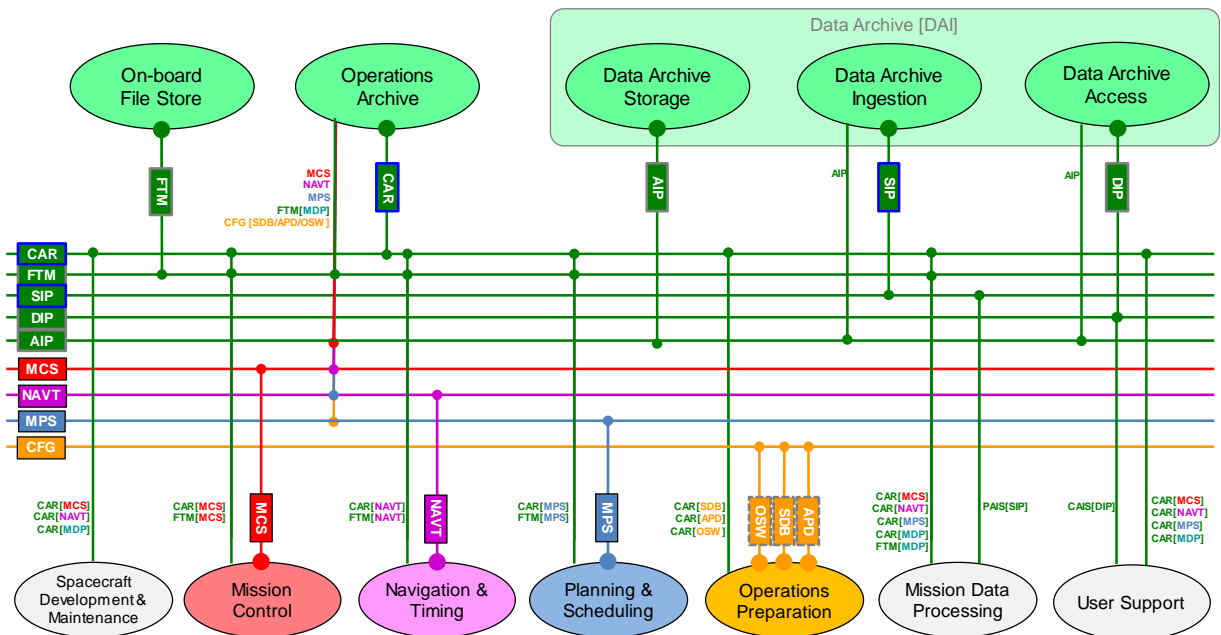 Data Archive [DAI]
On-board
File Store
Operations
Archive
Data Archive
Storage
Data Archive
Ingestion
Data Archive
Access
FTM
MCS
NAVT
MPS
FTM[MDP]
CFG [SDB/APD/OSW]
CAR
AIP
AIP
SIP
AIP
DIP
CAR
FTM
SIP
DIP
AIP
MCS
NAVT
MPS
CFG
CAR[MCS]
CAR[NAVT]
CAR[MDP]
CAR[MCS]
FTM[MCS]
MCS
CAR[NAVT]
FTM[NAVT]
NAVT
CAR[MPS]
FTM[MPS]
MPS
CAR[SDB]
CAR[APD]
CAR[OSW]
OSW
SDB
APD
CAR[MCS]
CAR[NAVT]
CAR[MPS]
CAR[MDP]
FTM[MDP]
PAIS[SIP]
CAIS[DIP]
CAR[MCS]
CAR[NAVT]
CAR[MPS]
CAR[MDP]
Spacecraft
Development &
Maintenance
Mission
Control
Navigation &
Timing
Planning &
Scheduling
Operations
Preparation
Mission Data
Processing
User Support